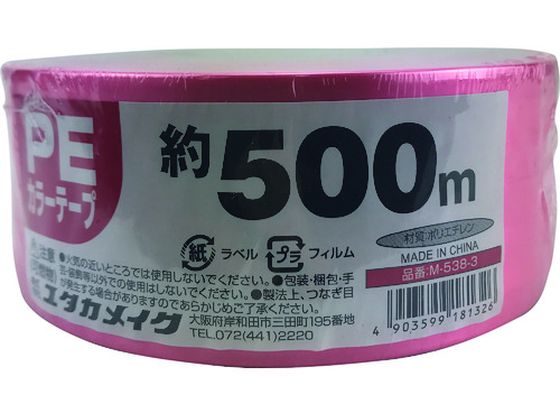 PE
カラーテープ
約500m
紙 ラベル プラ フィルム
材質:ポリエチレン
MADE IN CHINA
品番:M-538-3
注意
●火気の近いところでは使用しないでください。●包装・梱包・手
芸・装飾等以外での使用はしないでください。●製法上、つなぎ目
が発生する場合がありますのであらかじめご了承ください。
ユタカメイク
大阪府岸和田市三田町195番地
TEL.072(441)2220
4 903599 181326